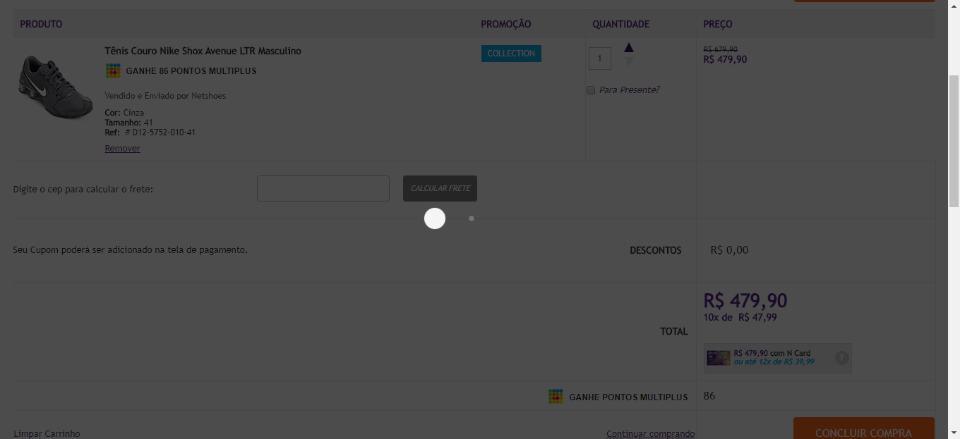 PRODUTO PROMOÇÃO QUANTIDADE PREÇO
Tênis Couro Nike Shox Avenue LTR Masculino
GANHE 86 PONTOS MULTIPLUS
Vendido e Enviado por Netshoes
Cor: Cinza
Tamanho: 41
Ref: # D12-5752-010-41
Remover
COLLECTION
1
Para Presente?
R$ 679,90
R$ 479,90
Digite o cep para calcular o frete:
CALCULAR FRETE
Seu Cupom poderá ser adicionado na tela de pagamento.
DESCONTOS R$ 0,00
TOTAL
R$ 479,90
10x de R$ 47,99
R$ 479,90 com N Card
ou até 12x de R$ 39,99
?
GANHE PONTOS MULTIPLUS 86
Limpar Carrinho Continuar comprando CONCLUIR COMPRA